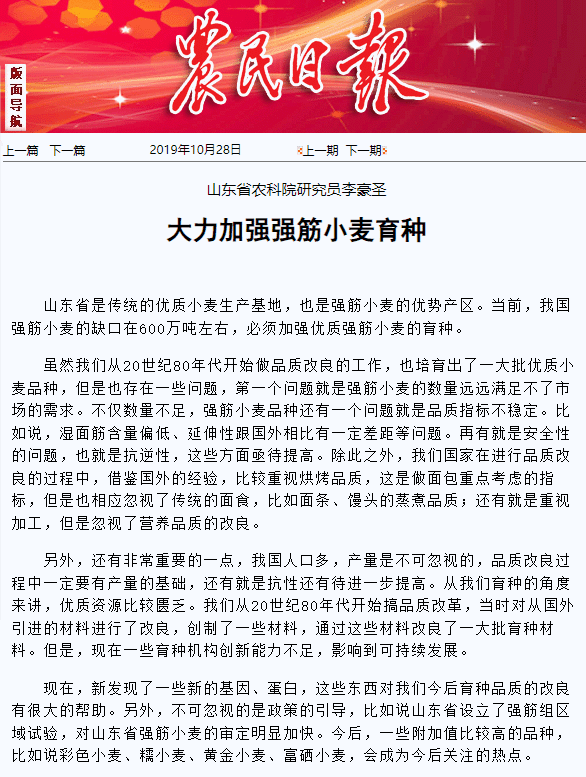 农民日报
版面导航
上一篇 下一篇
2019年10月28日
上一期 下一期
山东省农科院研究员李豪圣
大力加强强筋小麦育种
山东省是传统的优质小麦生产基地，也是强筋小麦的优势产区。当前，我国
强筋小麦的缺口在600万吨左右，必须加强优质强筋小麦的育种。
虽然我们从20世纪80年代开始做品质改良的工作，也培育出了一大批优质小
麦品种，但是也存在一些问题，第一个问题就是强筋小麦的数量远远满足不了市
场的需求。不仅数量不足，强筋小麦品种还有一个问题就是品质指标不稳定。比
如说，湿面筋含量偏低、延伸性跟国外相比有一定差距等问题。再有就是安全性
的问题，也就是抗逆性，这些方面亟待提高。除此之外，我们国家在进行品质改
良的过程中，借鉴国外的经验，比较重视烘烤品质，这是做面包重点考虑的指
标，但是也相应忽视了传统的面食，比如面条、馒头的蒸煮品质；还有就是重视
加工，但是忽视了营养品质的改良。
另外，还有非常重要的一点，我国人口多，产量是不可忽视的，品质改良过
程中一定要有产量的基础，还有就是抗性还有待进一步提高。从我们育种的角度
来讲，优质资源比较匮乏。我们从20世纪80年代开始搞品质改革，当时对从国外
引进的材料进行了改良，创制了一些材料，通过这些材料改良了一大批育种材
料。但是，现在一些育种机构创新能力不足，影响到可持续发展。
现在，新发现了一些新的基因、蛋白，这些东西对我们今后育种品质的改良
有很大的帮助。另外，不可忽视的是政策的引导，比如说山东省设立了强筋组区
域试验，对山东省强筋小麦的审定明显加快。今后，一些附加值比较高的品种，
比如说彩色小麦、糯小麦、黄金小麦、富硒小麦，会成为今后关注的热点。